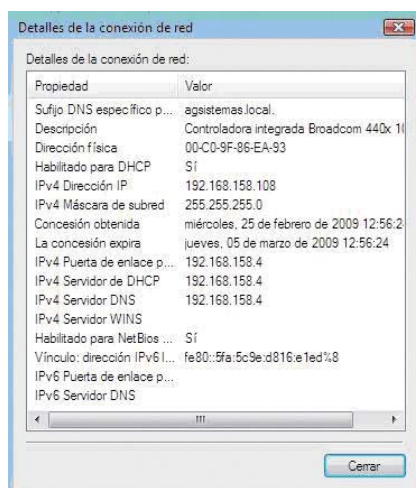 Detalles de la conexión de red
Detalles de la conexión de red:
Propiedad Valor
Sufijo DNS específico p... agsistemas.local.
Descripción Controladora integrada Broadcom 440x 10
Dirección física 00-C0-9F-86-EA-93
Habilitado para DHCP Sí
IPv4 Dirección IP 192.168.158.108
IPv4 Máscara de subred 255.255.255.0
Concesión obtenida miércoles, 25 de febrero de 2009 12:56:2
La concesión expira jueves, 05 de marzo de 2009 12:56:24
IPv4 Puerta de enlace p... 192.168.158.4
IPv4 Servidor de DHCP 192.168.158.4
IPv4 Servidor DNS 192.168.158.4
IPv4 Servidor WINS
Habilitado para NetBios ... Sí
Vínculo: dirección IPv6 l... fe80::5fa:5c9e:d816:e1ed%8
IPv6 Puerta de enlace p...
IPv6 Servidor DNS
Cerrar